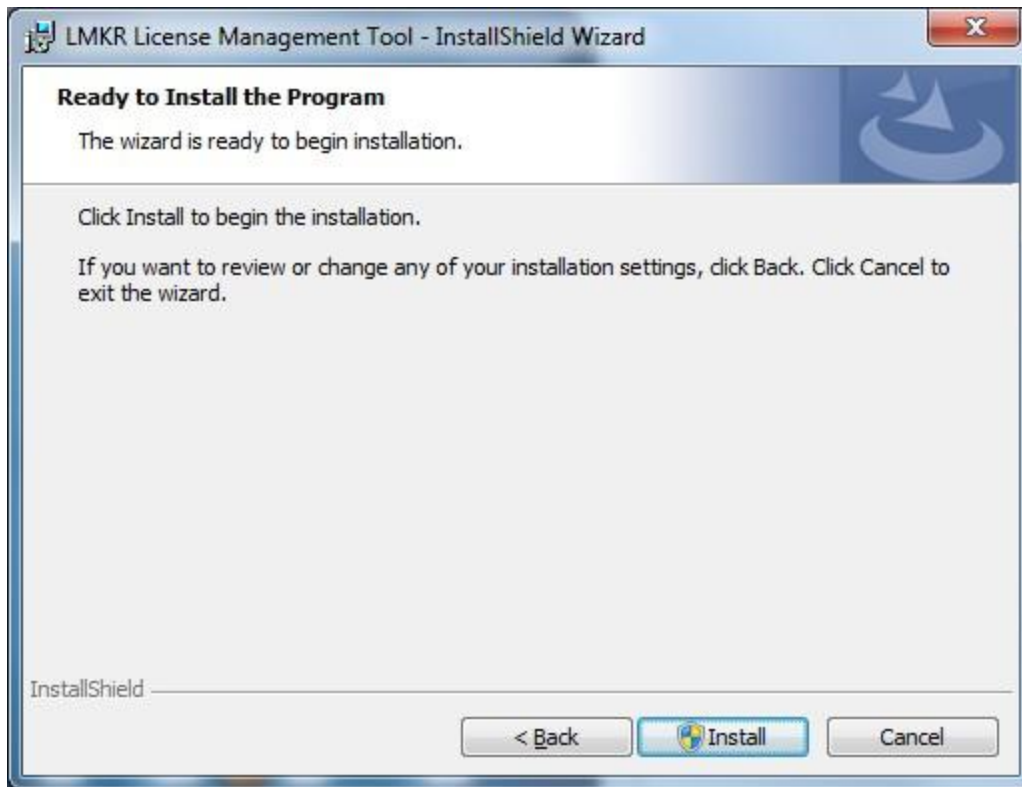 LMKR License Management Tool - InstallShield Wizard
Ready to Install the Program
The wizard is ready to begin installation.
Click Install to begin the installation.
If you want to review or change any of your installation settings, click Back. Click Cancel to
exit the wizard.
InstallShield
< Back
Install
Cancel